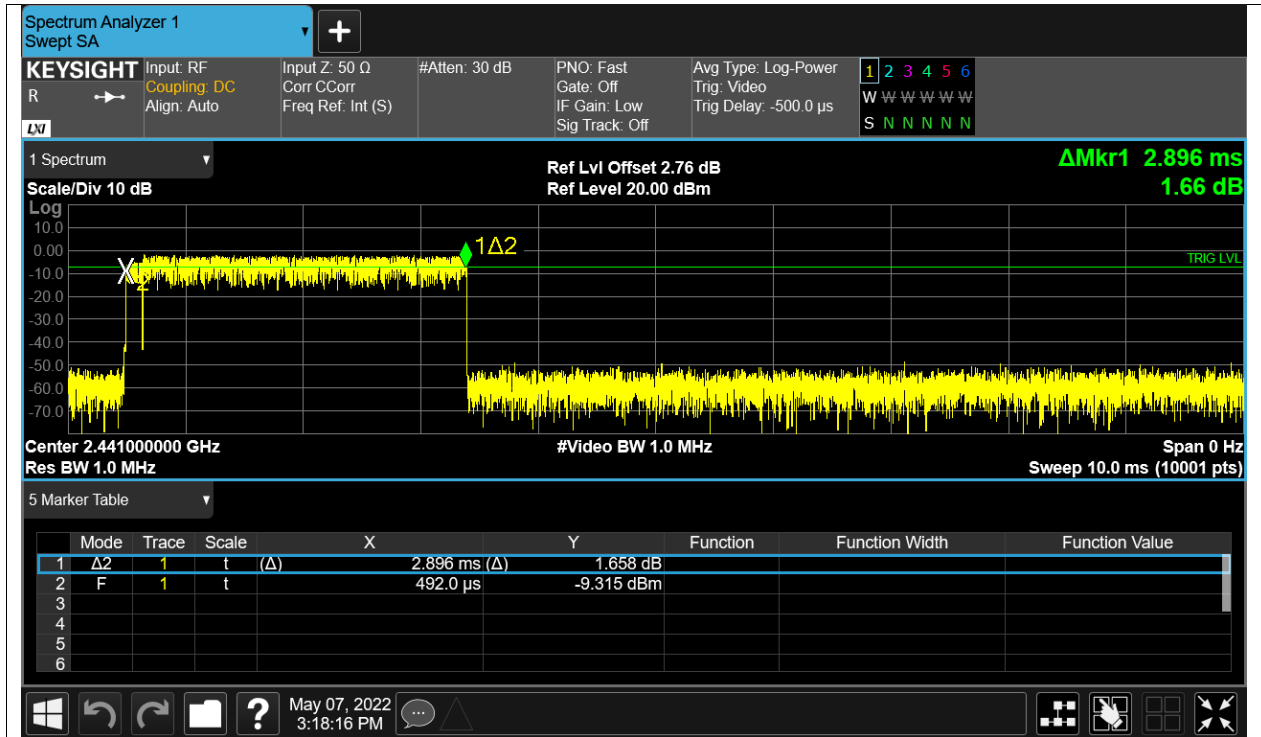 Spectrum Analyzer 1
Swept SA
KEYSIGHT Input: RF Input Z: 50 Ω #Atten: 30 dB PNO: Fast Avg Type: Log-Power 1 2 3 4 5 6
R Coupling: DC Corr CCorr Gate: Off Trig: Video W W W W W W
Align: Auto Freq Ref: Int (S) IF Gain: Low Trig Delay: -500.0 µs S N N N N N
LXI Sig Track: Off
1 Spectrum Ref Lvl Offset 2.76 dB ΔMkr1 2.896 ms
Scale/Div 10 dB Ref Level 20.00 dBm 1.66 dB
Log
10.0
0.00 1Δ2
-10.0 X 2 TRIG LVL
-20.0
-30.0
-40.0
-50.0
-60.0
-70.0
Center 2.441000000 GHz #Video BW 1.0 MHz Span 0 Hz
Res BW 1.0 MHz Sweep 10.0 ms (10001 pts)
5 Marker Table
Mode Trace Scale X Y Function Function Width Function Value
1 Δ2 1 t (Δ) 2.896 ms (Δ) 1.658 dB
2 F 1 t 492.0 µs -9.315 dBm
3
4
5
6
? May 07, 2022
3:18:16 PM